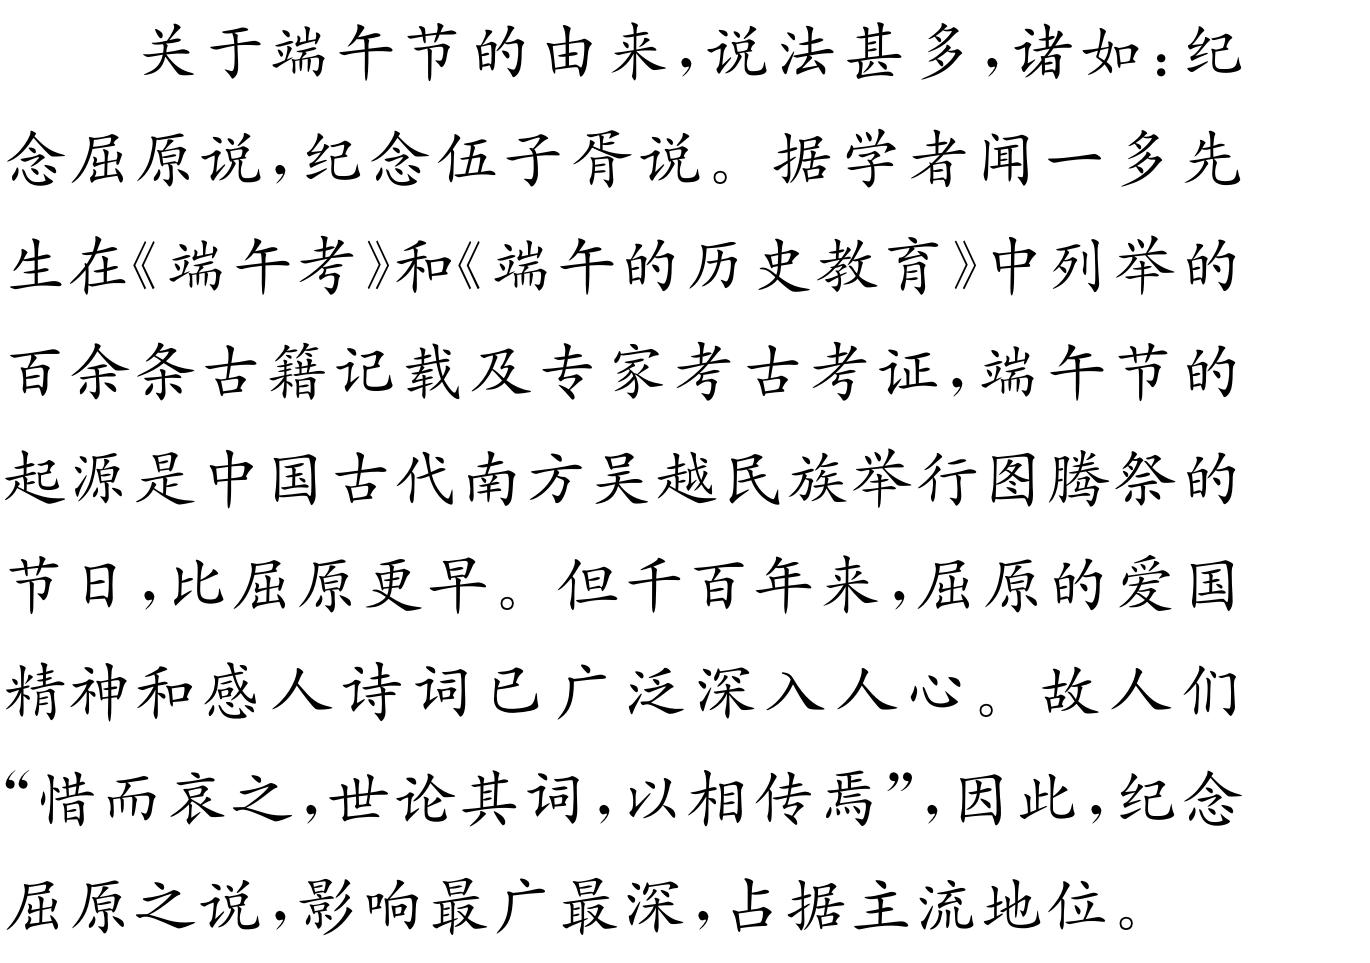 关于端午节的由来,说法甚多,诸如:纪
念屈原说,纪念伍子胥说。据学者闻一多先
生在《端午考》和《端午的历史教育》中列举的
百余条古籍记载及专家考古考证,端午节的
起源是中国古代南方吴越民族举行图腾祭的
节日,比屈原更早。但千百年来,屈原的爱国
精神和感人诗词已广泛深入人心。故人们
“惜而哀之,世论其词,以相传焉”,因此,纪念
屈原之说,影响最广最深,占据主流地位。